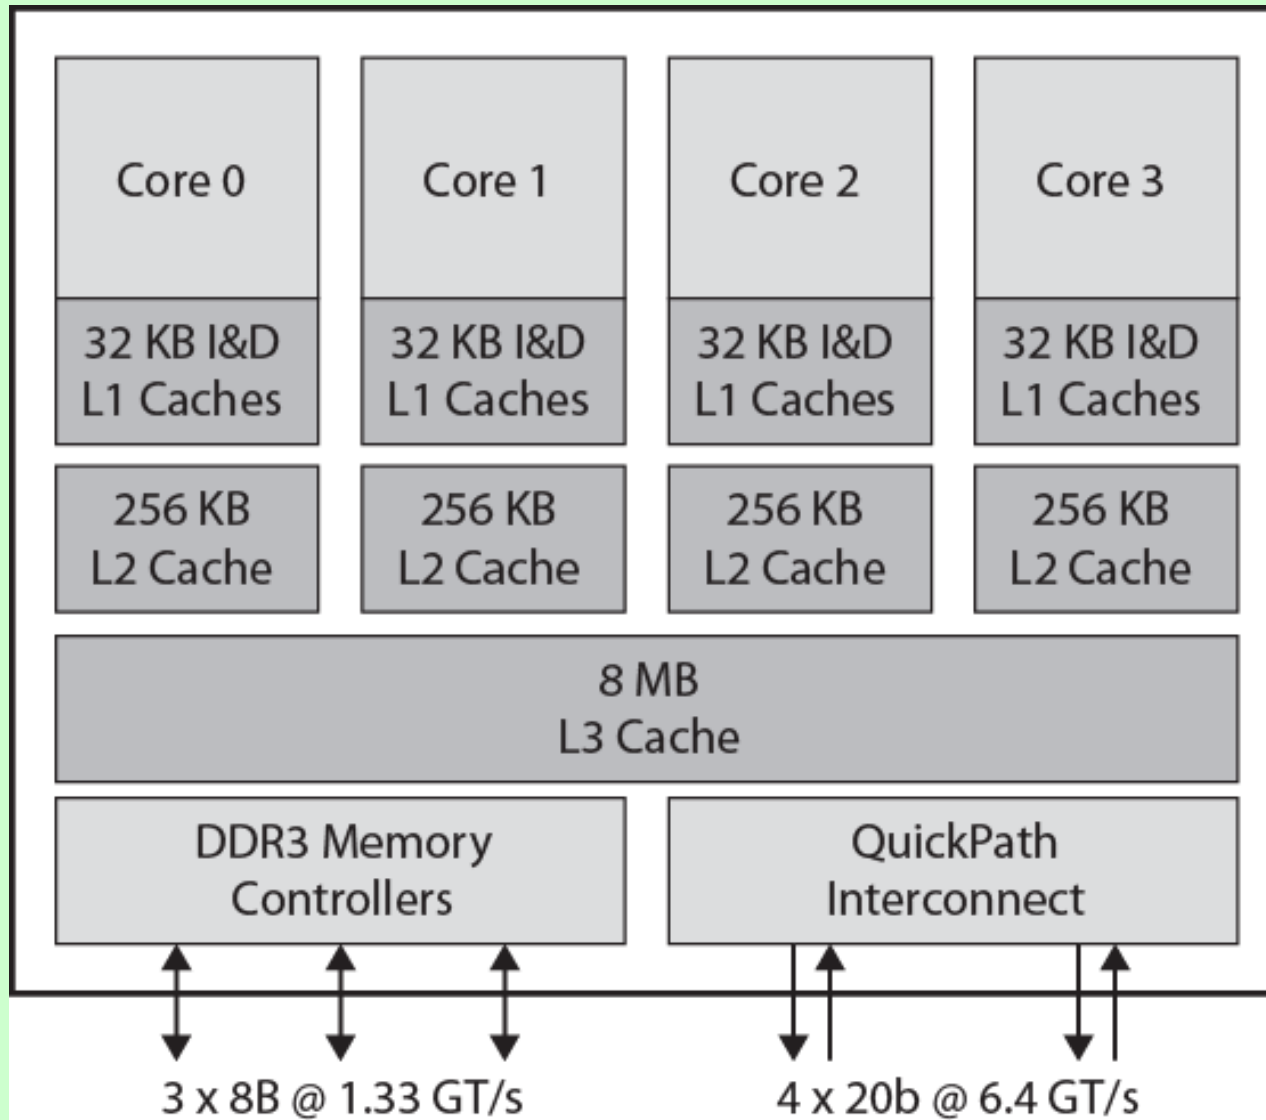 Core 0
Core 1
Core 2
Core 3
32 KB I&D
L1 Caches
32 KB I&D
L1 Caches
32 KB I&D
L1 Caches
32 KB I&D
L1 Caches
256 KB
L2 Cache
256 KB
L2 Cache
256 KB
L2 Cache
256 KB
L2 Cache
8 MB
L3 Cache
DDR3 Memory
Controllers
QuickPath
Interconnect
3 x 8B @ 1.33 GT/s
4 x 20b @ 6.4 GT/s